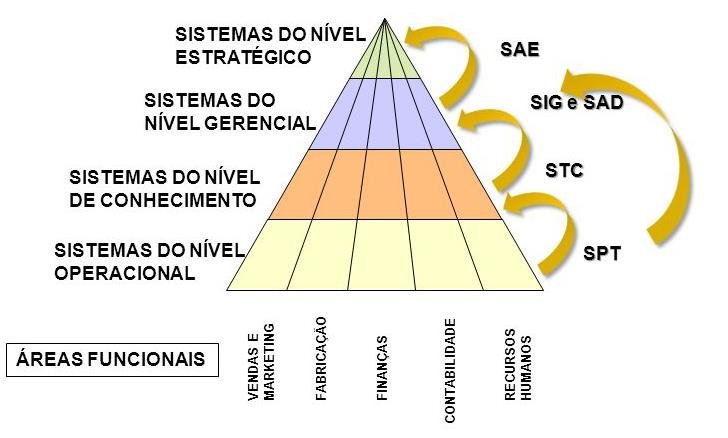 SISTEMAS DO NÍVEL
ESTRATÉGICO
SAE
SISTEMAS DO
NÍVEL GERENCIAL
SIG e SAD
SISTEMAS DO NÍVEL
DE CONHECIMENTO
STC
SISTEMAS DO NÍVEL
OPERACIONAL
SPT
ÁREAS FUNCIONAIS
VENDAS E
MARKETING
FABRICAÇÃO
FINANÇAS
CONTABILIDADE
RECURSOS
HUMANOS